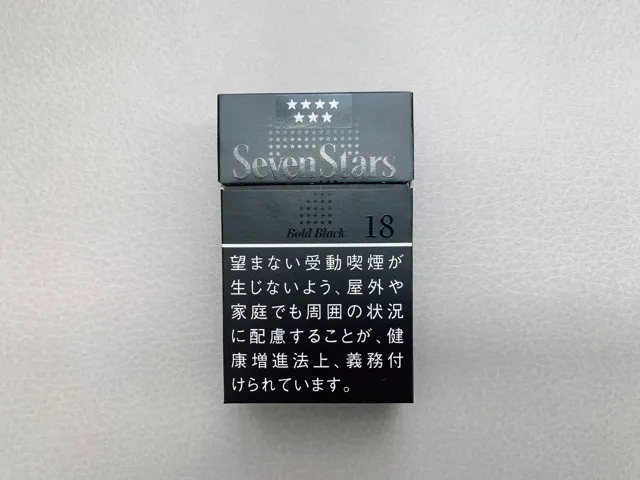 Seven Stars
Bold Black 18
望まない受動喫煙が
生じないよう、屋外や
家庭でも周囲の状況
に配慮することが、健
康増進法上、義務付
けられています。